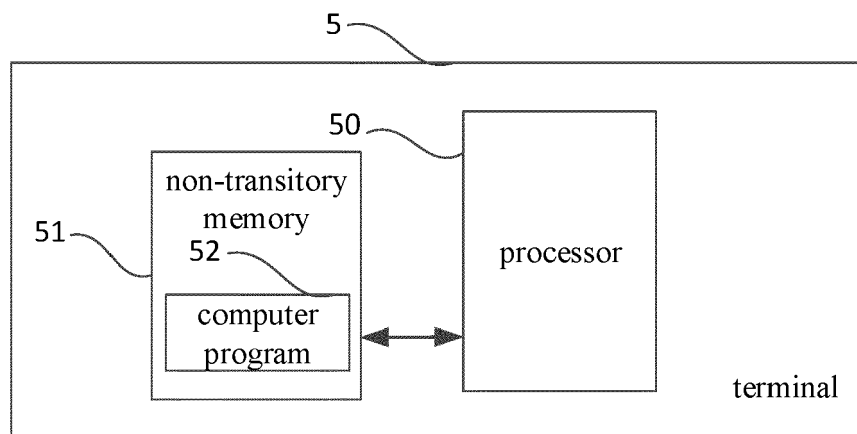 5
50
non-transitory
memory
51
52
processor
computer
program
terminal